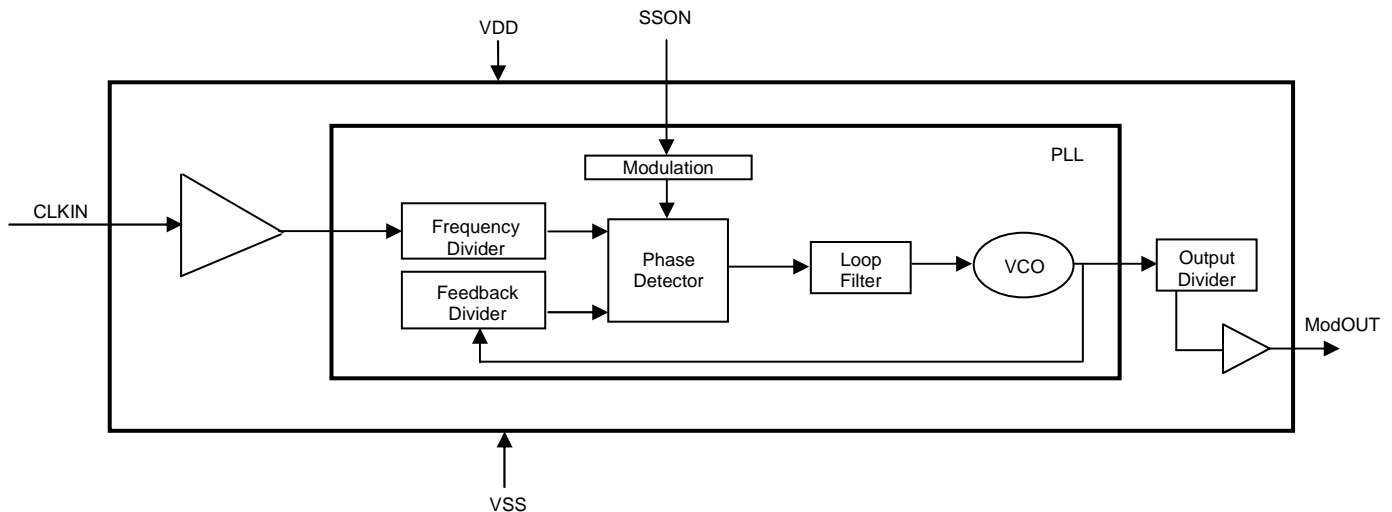 SSON
VDD
PLL
Modulation
CLKIN
Frequency
Divider
Phase
Detector
Loop
Filter
VCO
Output
Divider
Feedback
Divider
ModOUT
VSS